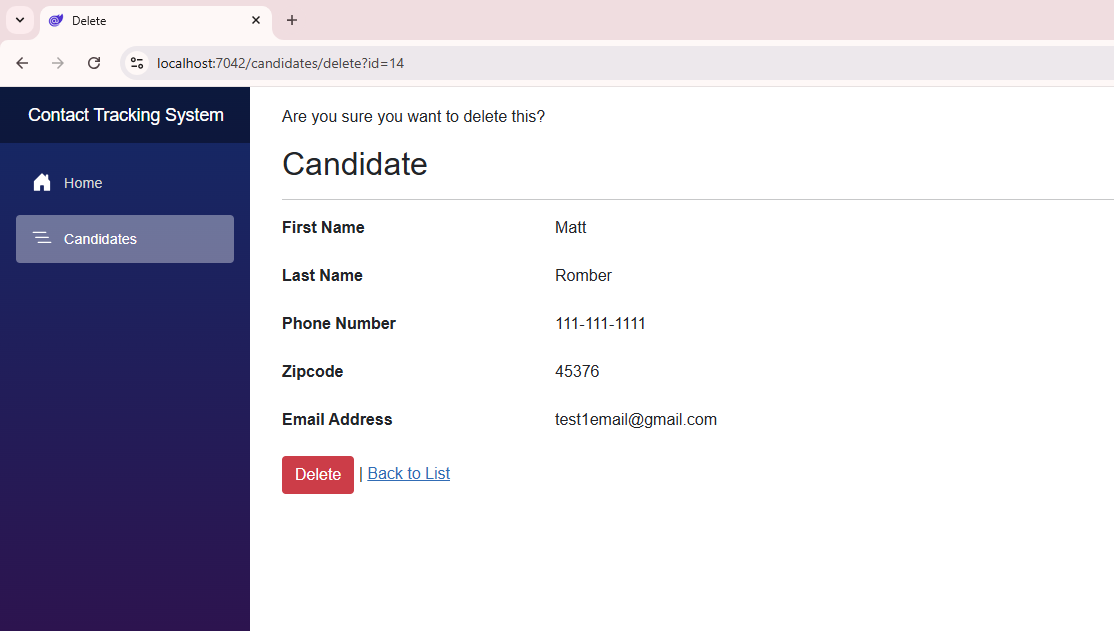 Delete
localhost:7042/candidates/delete?id=14
Contact Tracking System
Home
Candidates
Are you sure you want to delete this?
Candidate
First Name Matt
Last Name Romber
Phone Number 111-111-1111
Zipcode 45376
Email Address test1email@gmail.com
Delete | Back to List